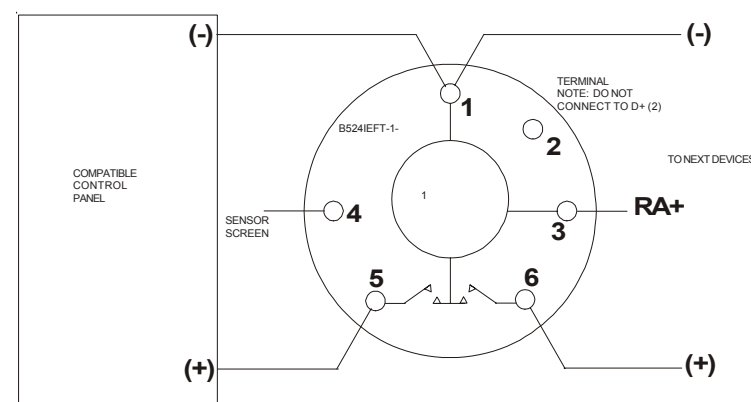 (-)
(-)
TERMINAL
NOTE: DO NOT
CONNECT TO D+ (2)
1
B524IEFT-1-
2
TO NEXT DEVICES
COMPATIBLE
CONTROL
PANEL
1
RA+
4
SENSOR
SCREEN
3
5
6
(+)
(+)